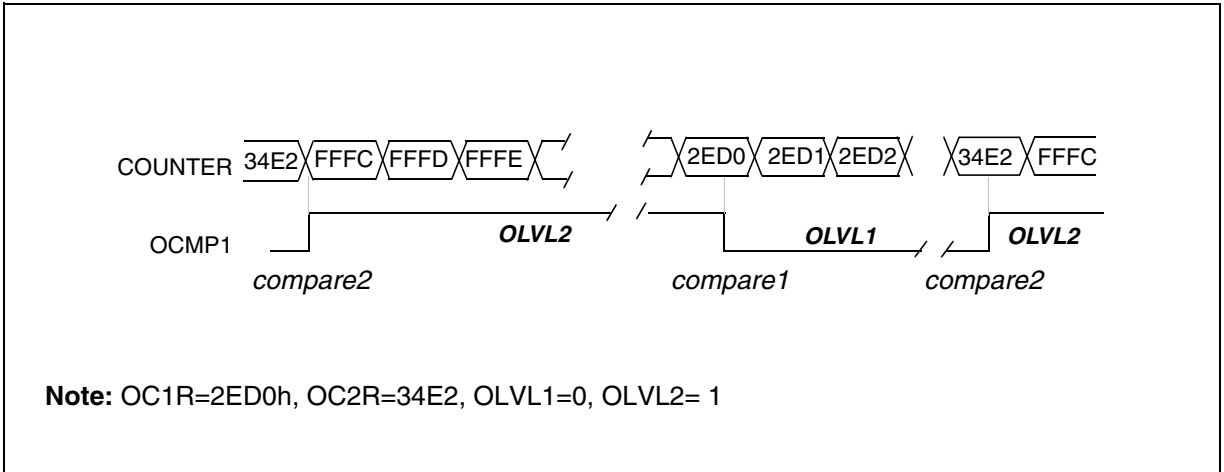 COUNTER 34E2 FFFC FFFD FFFE 2ED0 2ED1 2ED2 34E2 FFFC
OCMP1 OLVL2 OLVL1 OLVL2
compare2 compare1 compare2
Note: OC1R=2ED0h, OC2R=34E2, OLVL1=0, OLVL2= 1